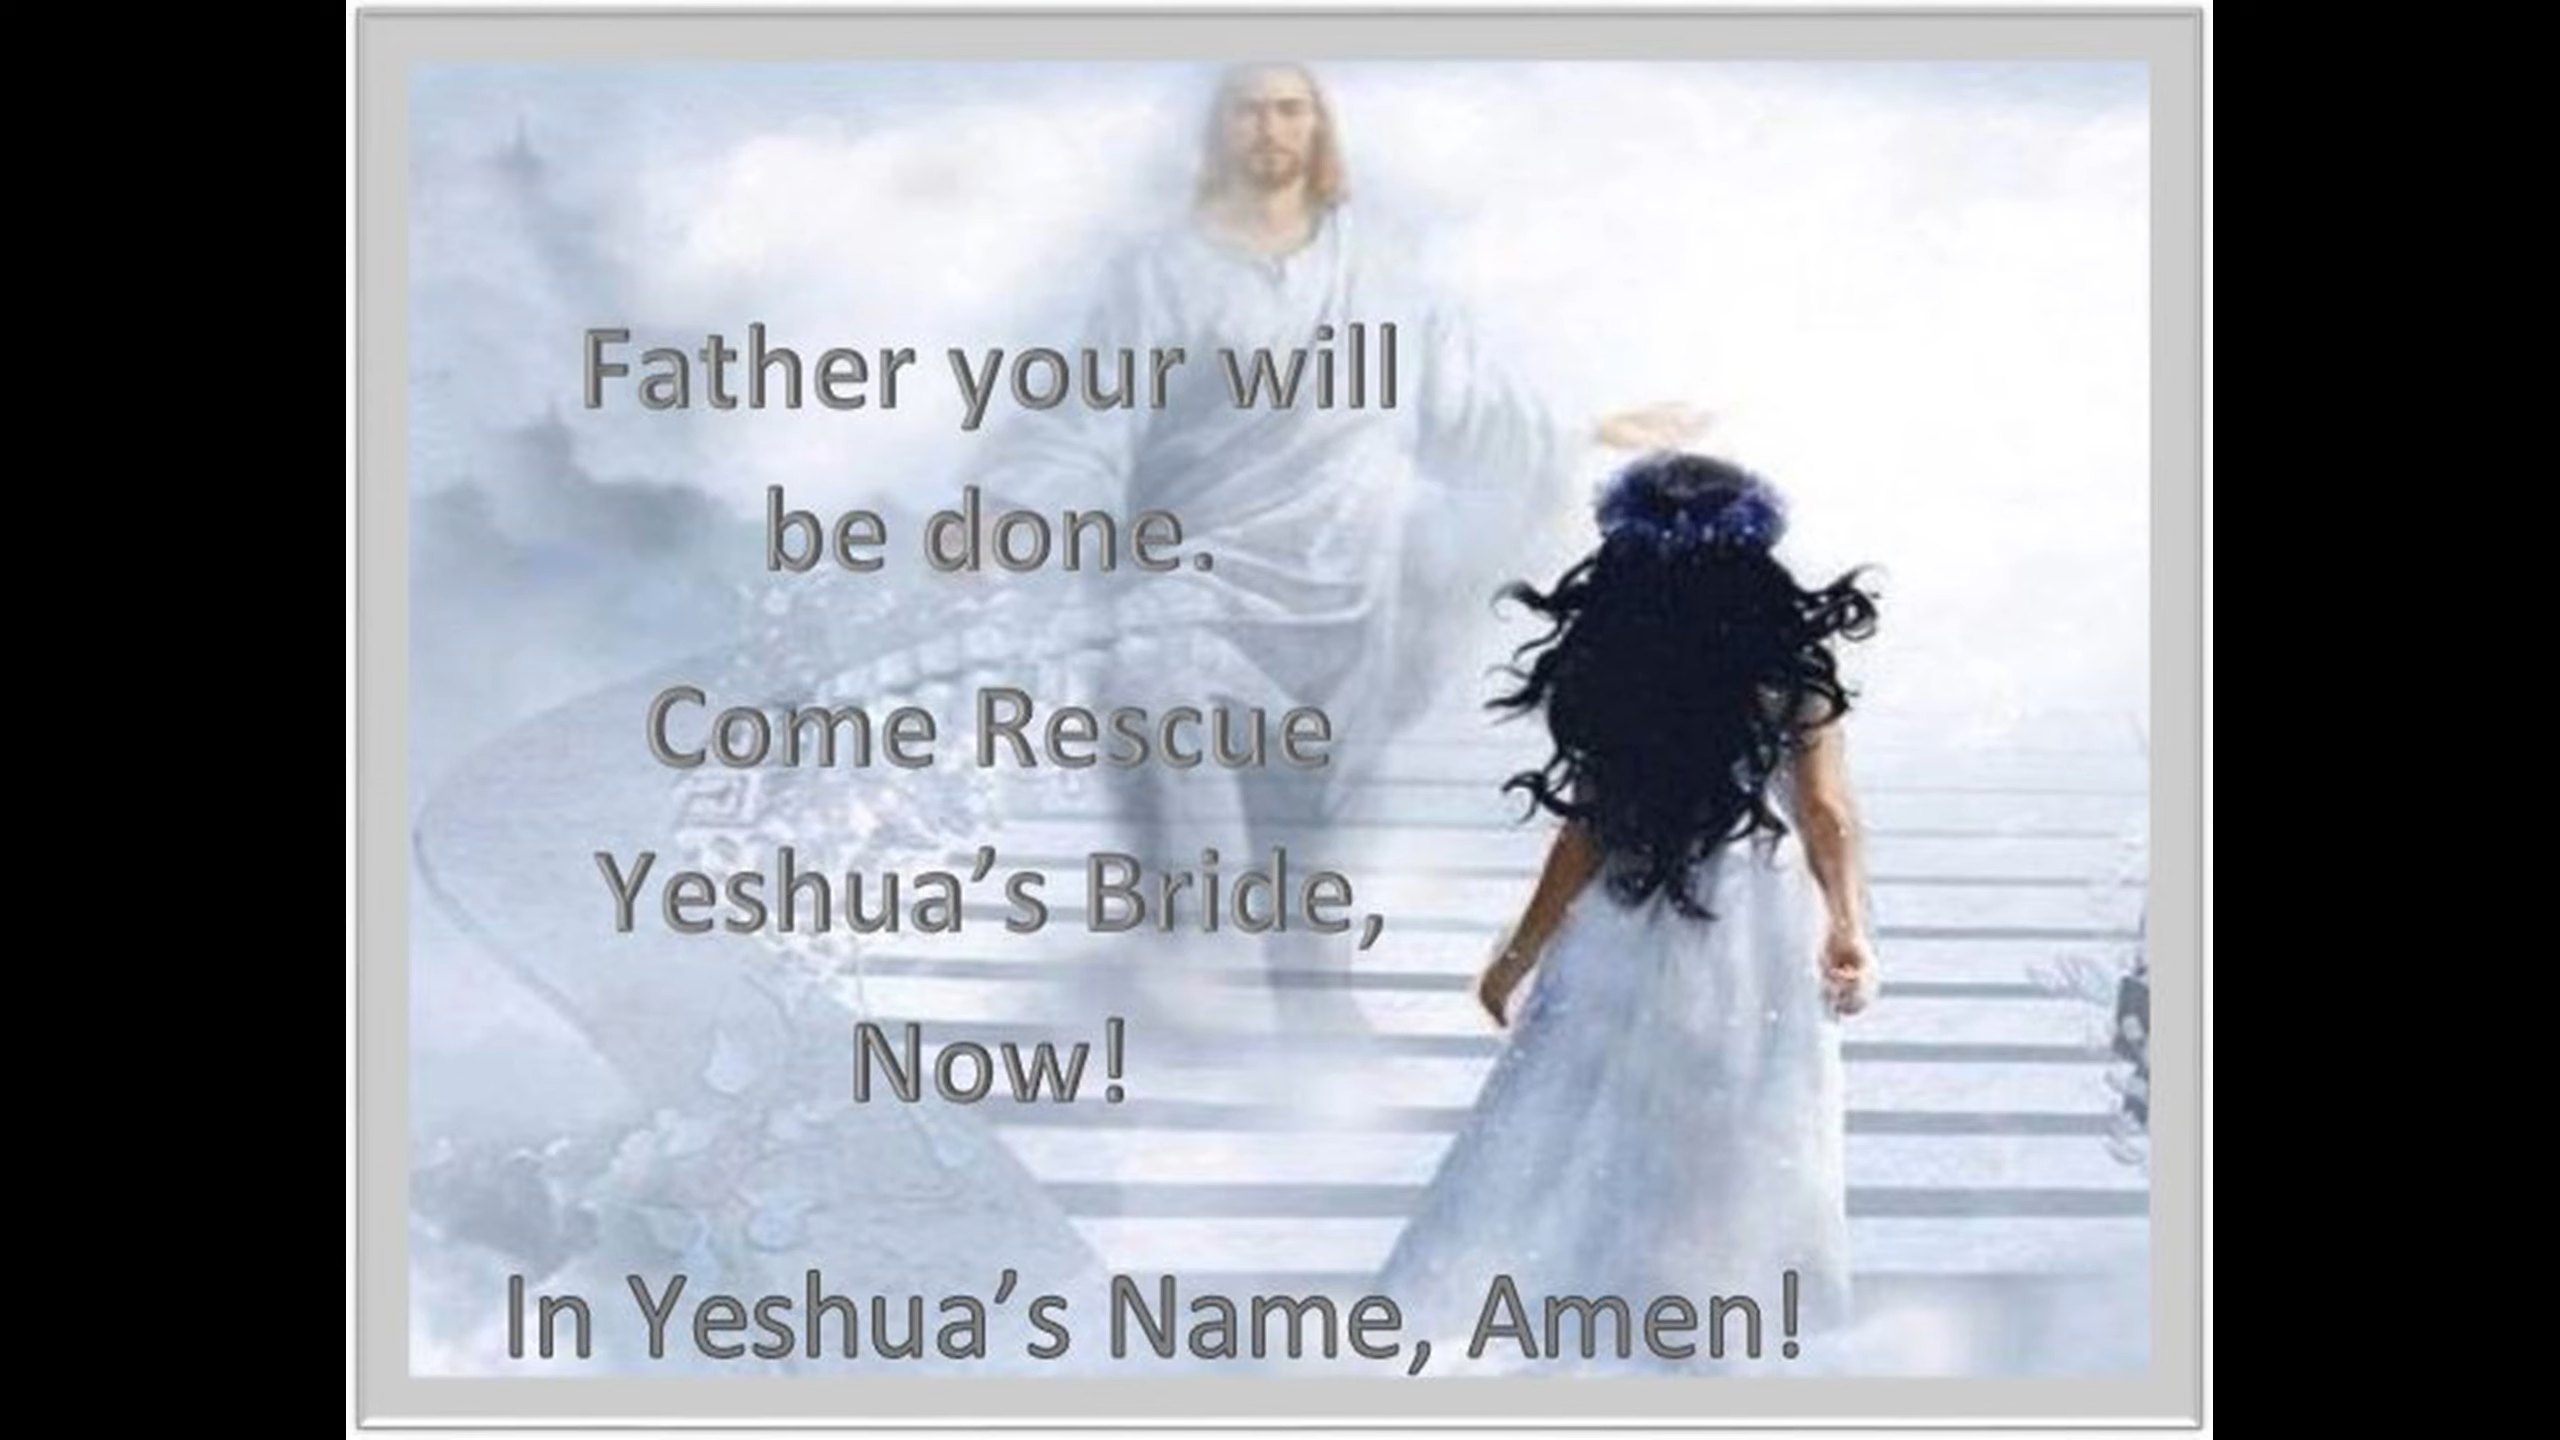 Father your will
be done.
Come Rescue
Yeshua’s Bride,
Now!
In Yeshua’s Name, Amen!